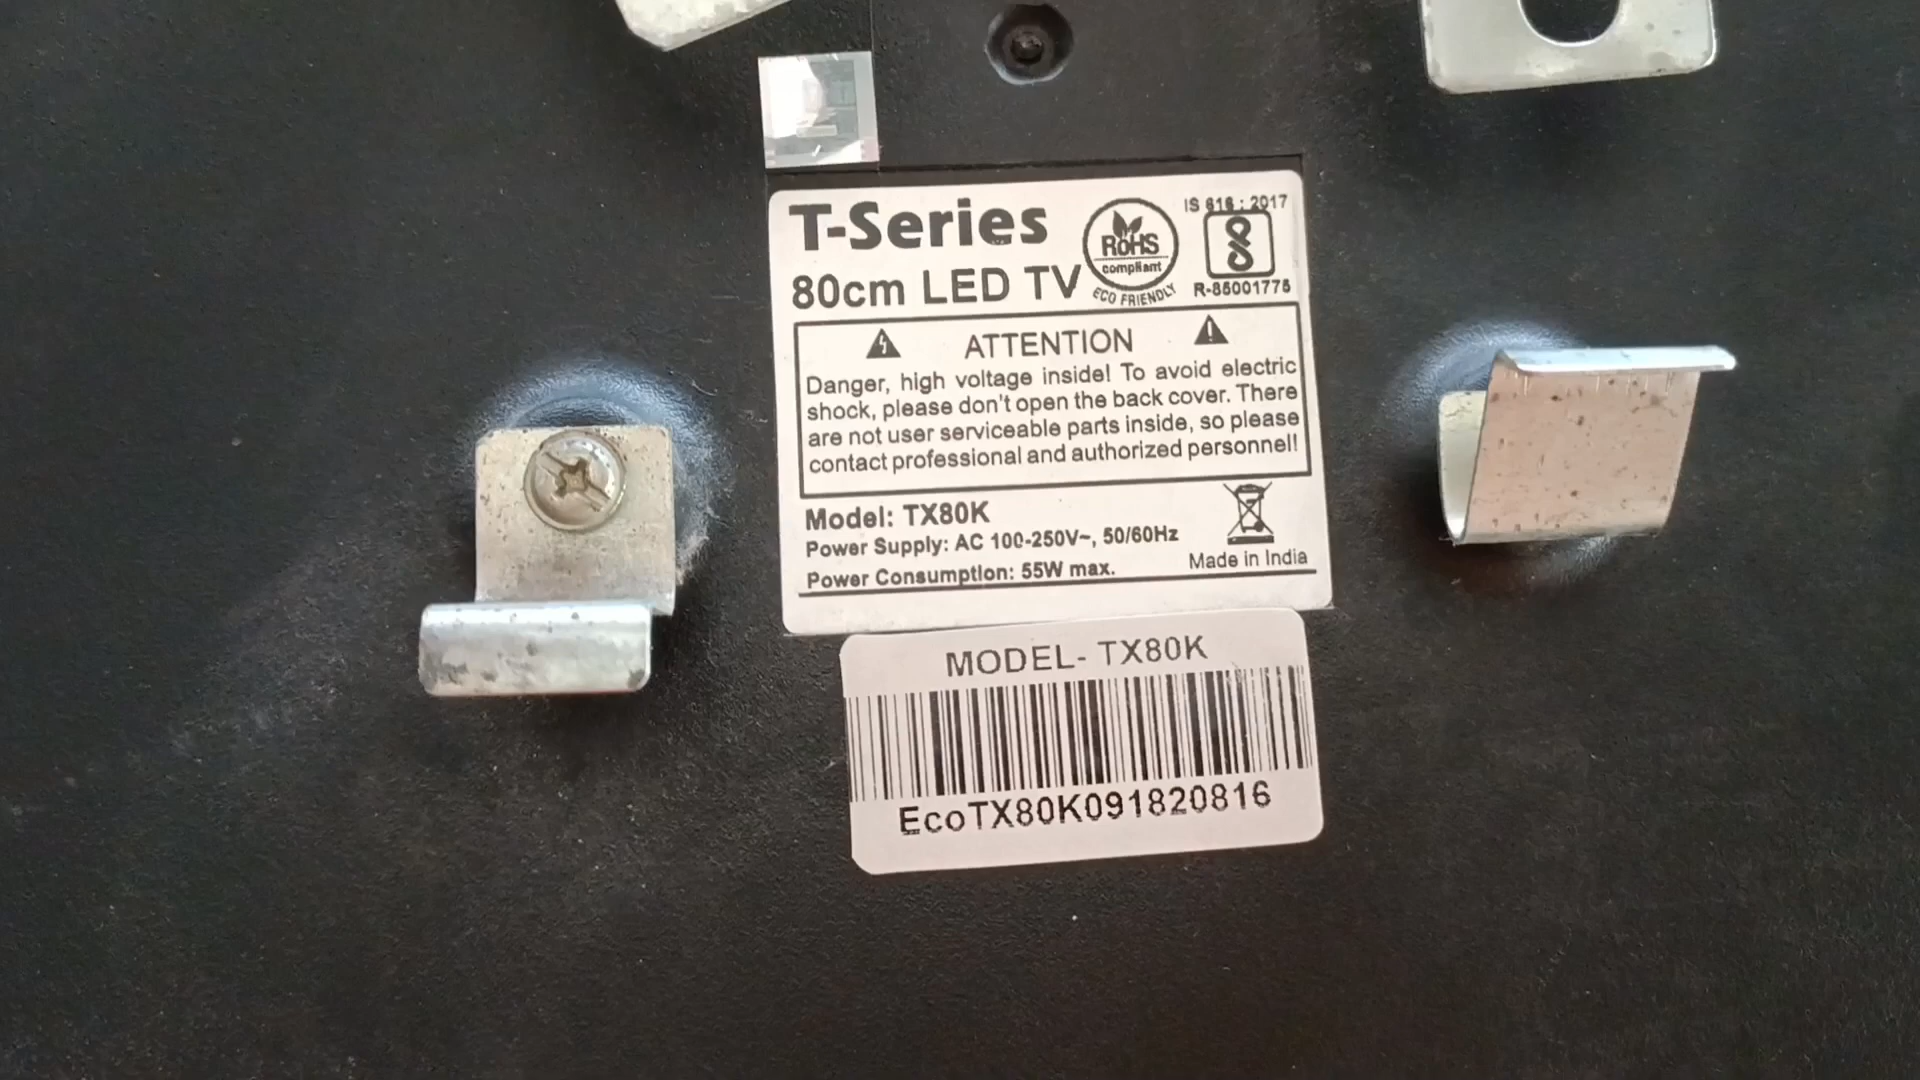 T-Series
80cm LED TV
RoHS
compliant
ECO FRIENDLY
IS 616 : 2017
R-85001775
ATTENTION
Danger, high voltage inside! To avoid electric
shock, please don't open the back cover. There
are not user serviceable parts inside, so please
contact professional and authorized personnel!
Model: TX80K
Power Supply: AC 100-250V~, 50/60Hz
Power Consumption: 55W max.
Made in India
MODEL- TX80K
EcoTX80K091820816